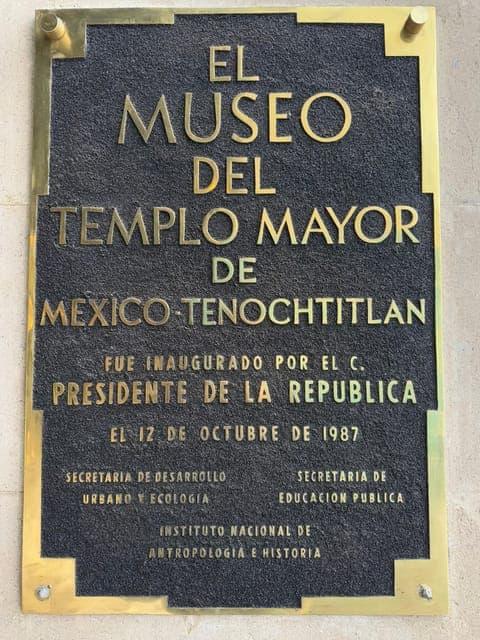 EL
MUSEO
DEL
TEMPLO MAYOR
DE
MEXICO-TENOCHTITLAN
FUE INAUGURADO POR EL C.
PRESIDENTE DE LA REPUBLICA
EL 12 DE OCTUBRE DE 1987
SECRETARIA DE DESARROLLO
URBANO Y ECOLOGIA
SECRETARIA DE
EDUCACION PUBLICA
INSTITUTO NACIONAL DE
ANTROPOLOGIA E HISTORIA